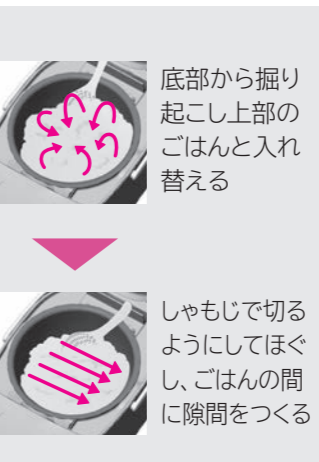 底部から掘り
起こし上部の
ごはんと入れ
替える
しゃもじで切る
ようにしてほぐ
し、ごはんの間
に隙間をつくる